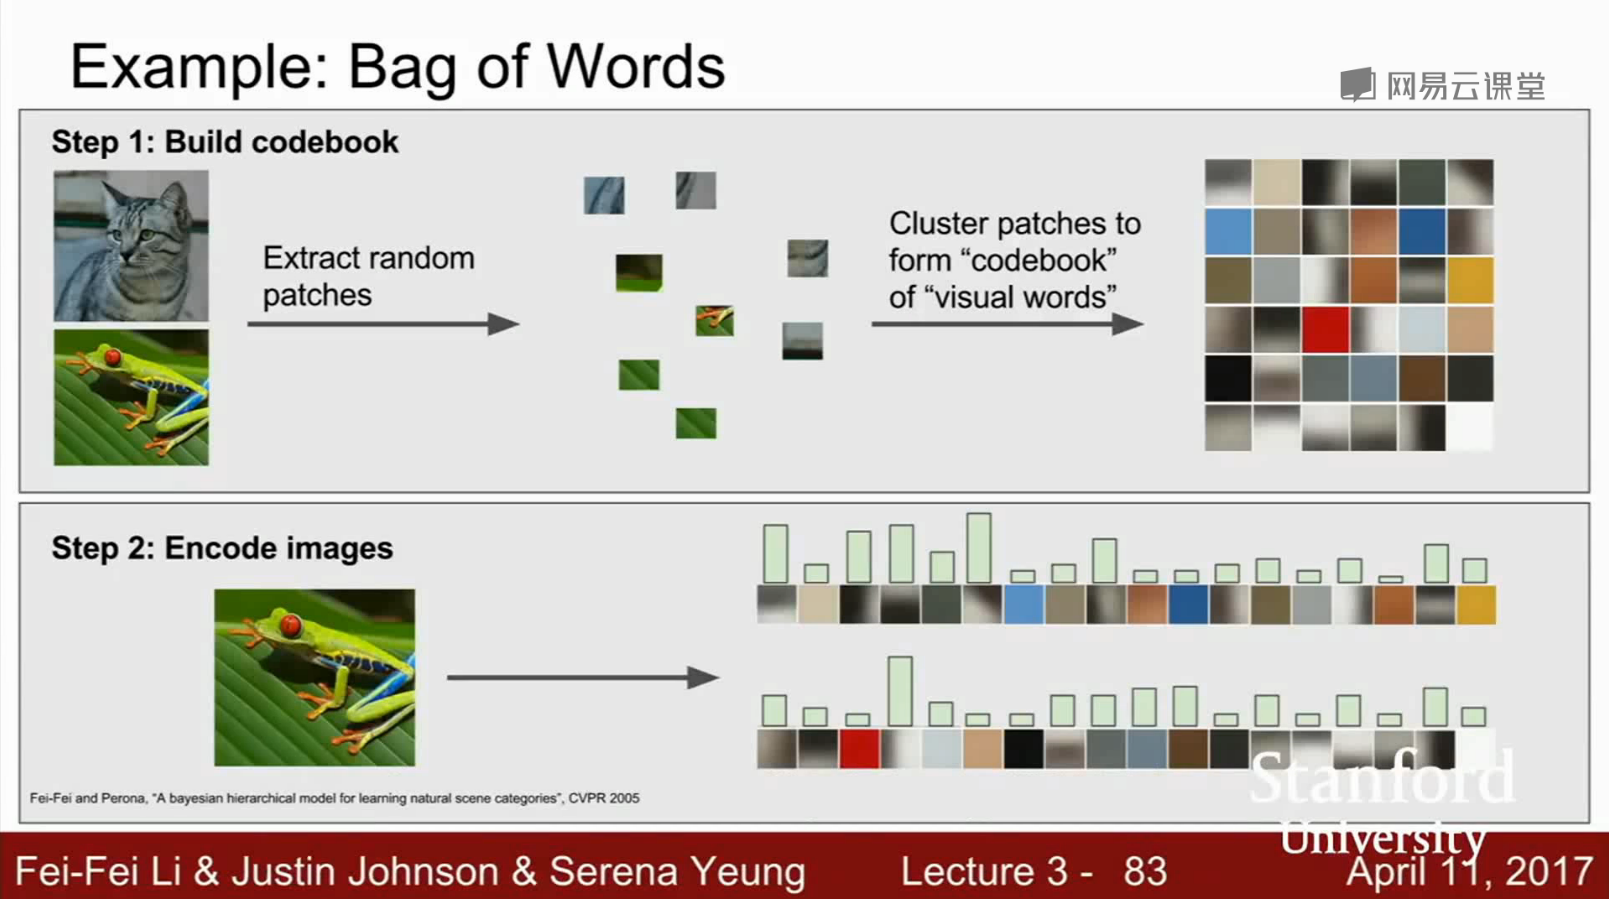 Example: Bag of Words
网易云课堂
Step 1: Build codebook
Extract random
patches
Cluster patches to
form “codebook”
of “visual words”
Step 2: Encode images
Fei-Fei and Perona, “A bayesian hierarchical model for learning natural scene categories”, CVPR 2005
Stanford
University
Fei-Fei Li & Justin Johnson & Serena Yeung
Lecture 3 - 83
April 11, 2017